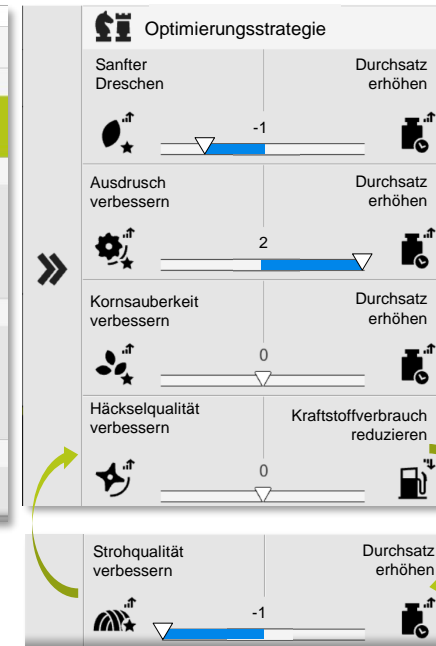 Optimierungsstrategie
Sanfter
Dreschen
Durchsatz
erhöhen
-1
Ausdrusch
verbessern
Durchsatz
erhöhen
2
Kornsauberkeit
verbessern
Durchsatz
erhöhen
0
Häckselqualität
verbessern
Kraftstoffverbrauch
reduzieren
0
Strohqualität
verbessern
Durchsatz
erhöhen
-1